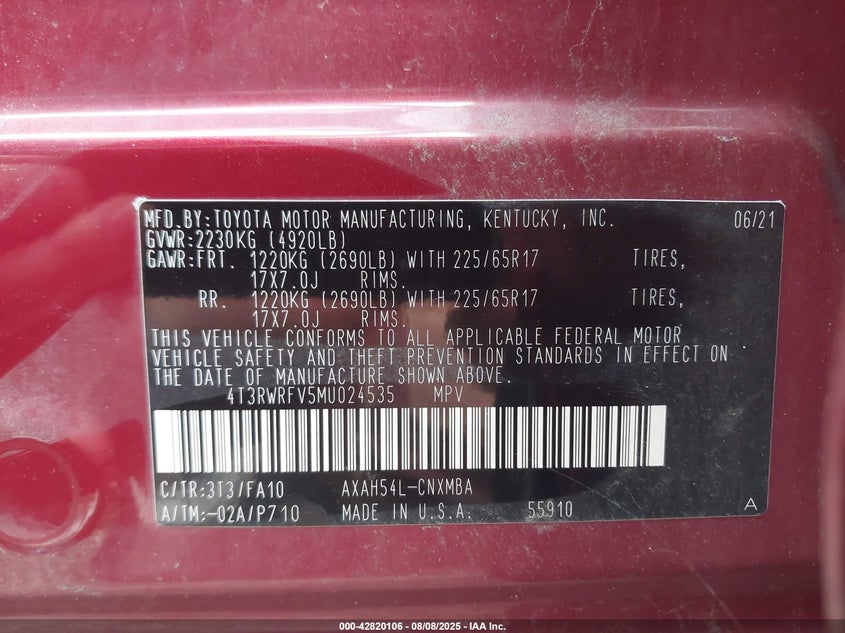 MFD.BY:TOYOTA MOTOR MANUFACTURING, KENTUCKY, INC. 06/21
GVWR:2230KG (4920LB)
GAWR:FRT. 1220KG (2690LB) WITH 225/65R17 TIRES,
17X7.0J RIMS.
RR. 1220KG (2690LB) WITH 225/65R17 TIRES,
17X7.0J RIMS.
THIS VEHICLE CONFORMS TO ALL APPLICABLE FEDERAL MOTOR
VEHICLE SAFETY AND THEFT PREVENTION STANDARDS IN EFFECT ON
THE DATE OF MANUFACTURE SHOWN ABOVE.
4T3RWRFV5MU024535 MPV
C/TR:3T3/FA10 AXAH54L-CNXMBA
A/TM:-02A/P710 MADE IN U.S.A. 55910 A
000-42820106 - 08/08/2025 - IAA Inc.